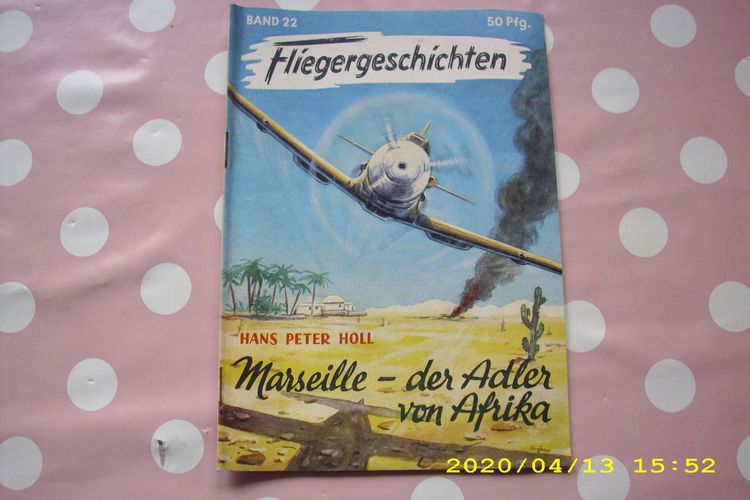 BAND 22
50 Pfg.
Fliegergeschichten
HANS PETER HOLL
Marseille – der Adler
von Afrika
2020/04/13 15:52